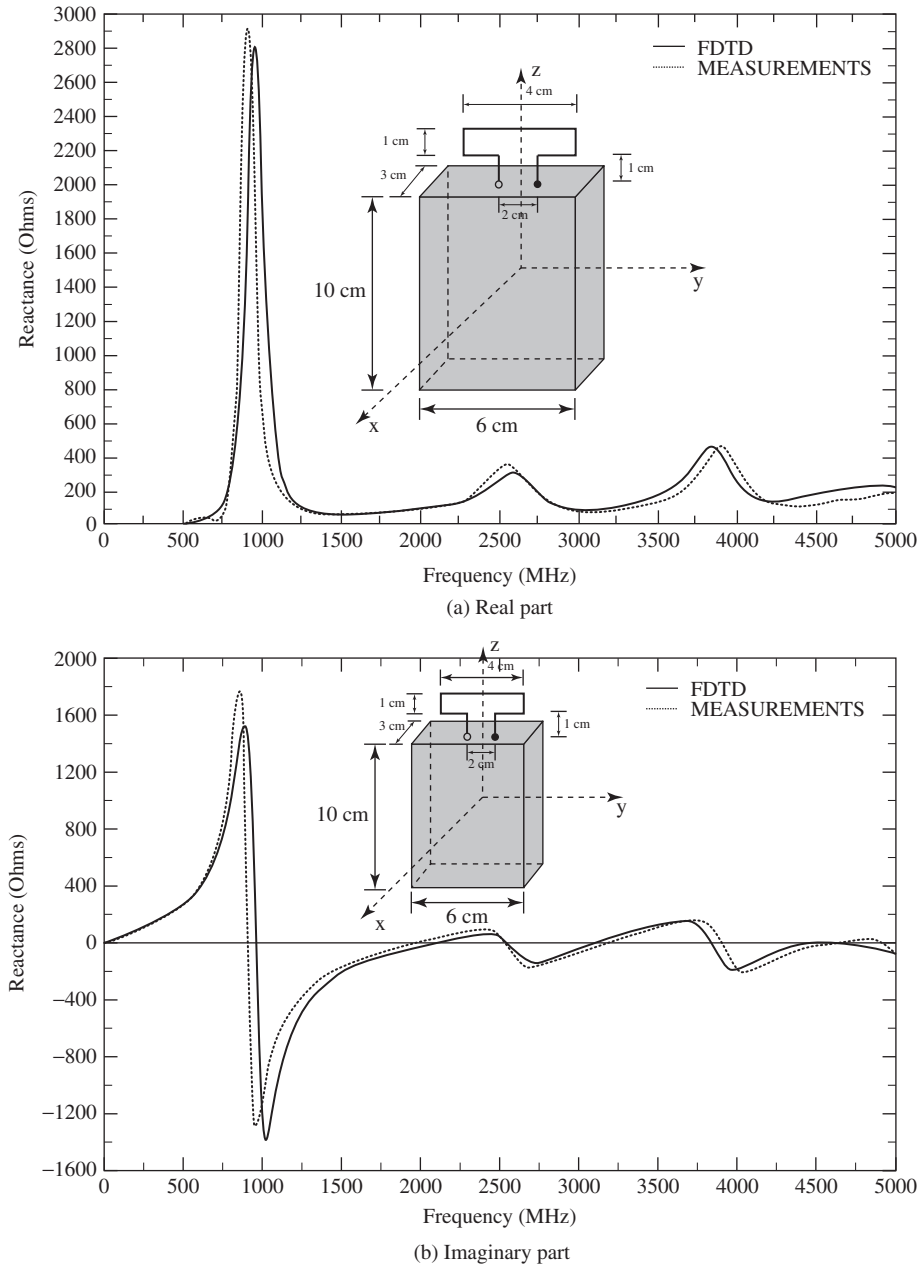 3000
2800
2600
2400
2200
2000
1800
1600
1400
1200
1000
800
600
400
200
0
Reactance (Ohms)
FDTD
MEASUREMENTS
z
4 cm
1 cm
3 cm
1 cm
2 cm
10 cm
y
x
6 cm
0 500 1000 1500 2000 2500 3000 3500 4000 4500 5000
Frequency (MHz)
(a) Real part
2000
1600
1200
800
400
0
−400
−800
−1200
−1600
Reactance (Ohms)
FDTD
MEASUREMENTS
z
4 cm
1 cm
3 cm
1 cm
2 cm
10 cm
y
x
6 cm
0 500 1000 1500 2000 2500 3000 3500 4000 4500 5000
Frequency (MHz)
(b) Imaginary part